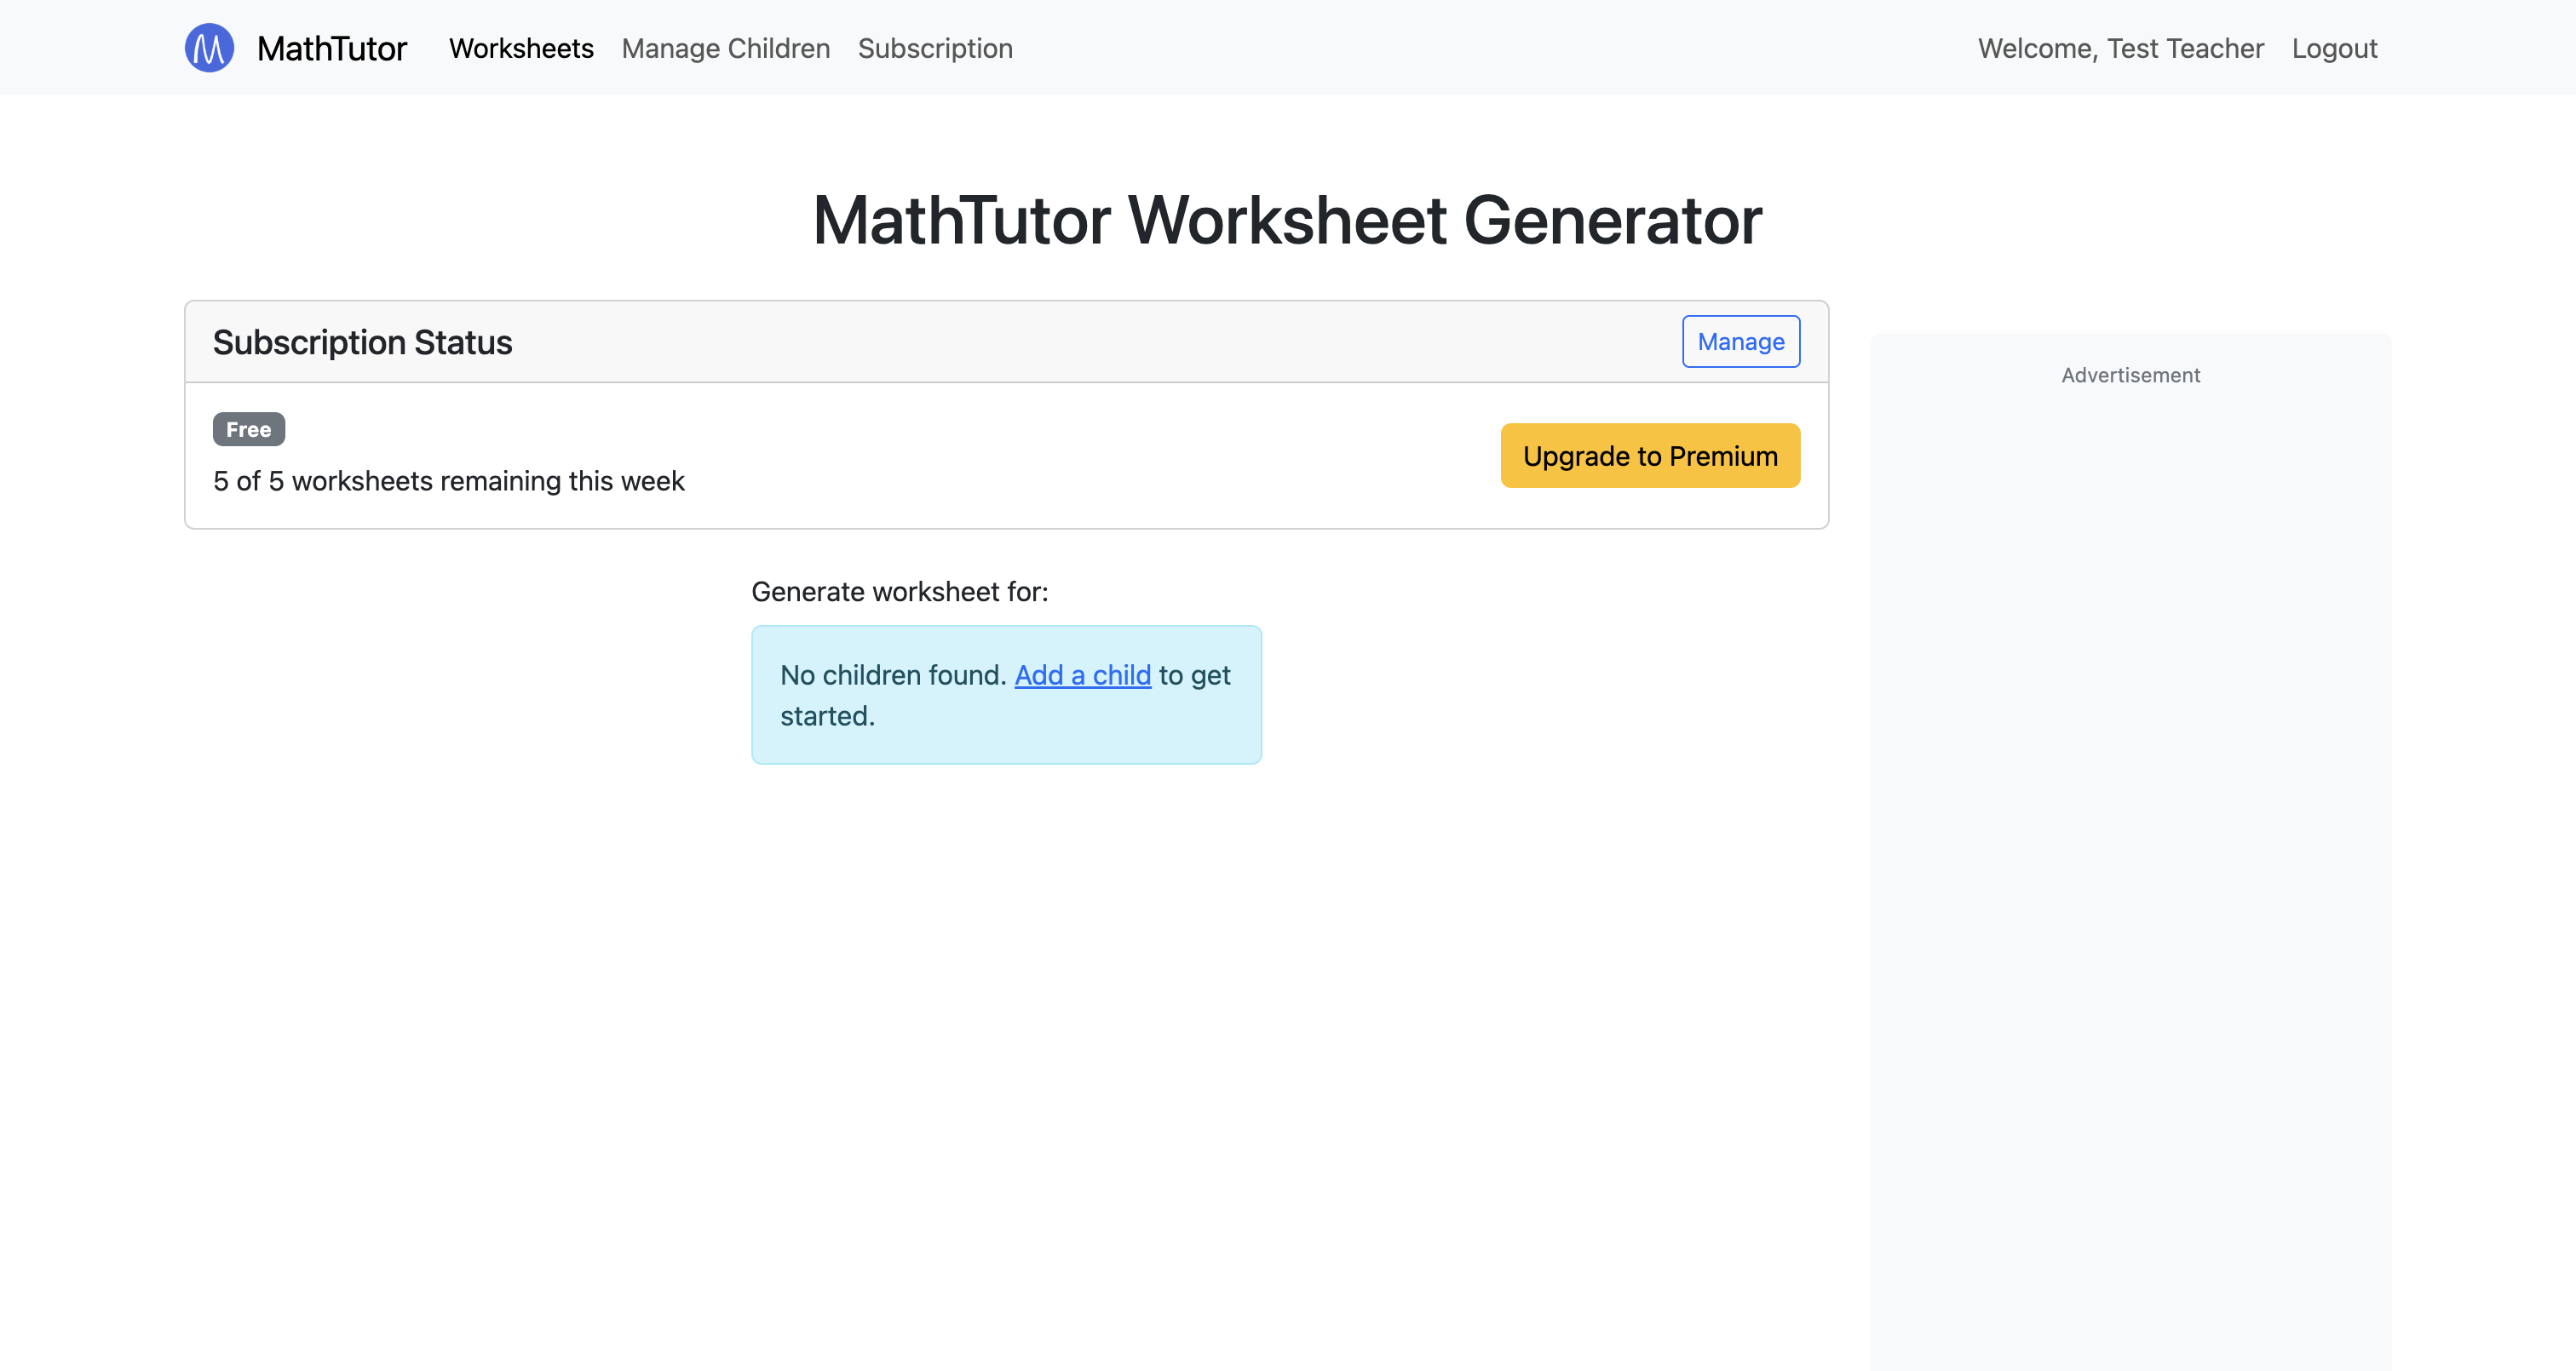 MathTutor Worksheets Manage Children Subscription Welcome, Test Teacher Logout
MathTutor Worksheet Generator
Subscription Status Manage
Free
5 of 5 worksheets remaining this week
Upgrade to Premium
Advertisement
Generate worksheet for:
No children found. Add a child to get
started.